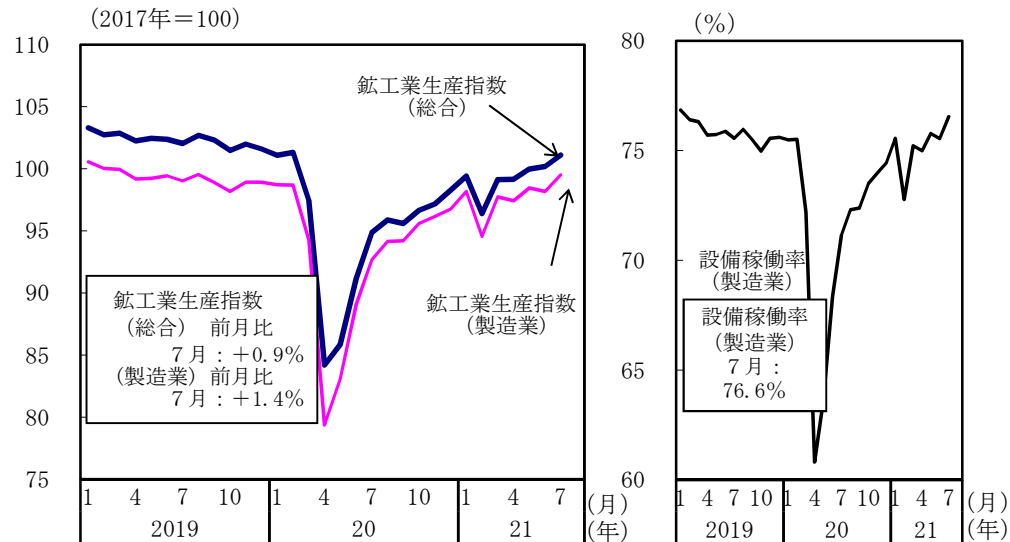 (2017年＝100)
110
105
100
95
90
85
80
75
鉱工業生産指数
(総合)
鉱工業生産指数
(製造業)
鉱工業生産指数
(総合) 前月比
7月：＋0.9%
(製造業) 前月比
7月：＋1.4%
1 4 7 10 1 4 7 10 1 4 7 (月)
2019 20 21 (年)
(％)
80
75
70
65
60
設備稼働率
(製造業)
設備稼働率
(製造業)
7月：
76.6%
1 4 7 10 1 4 7 10 1 4 7 (月)
2019 20 21 (年)